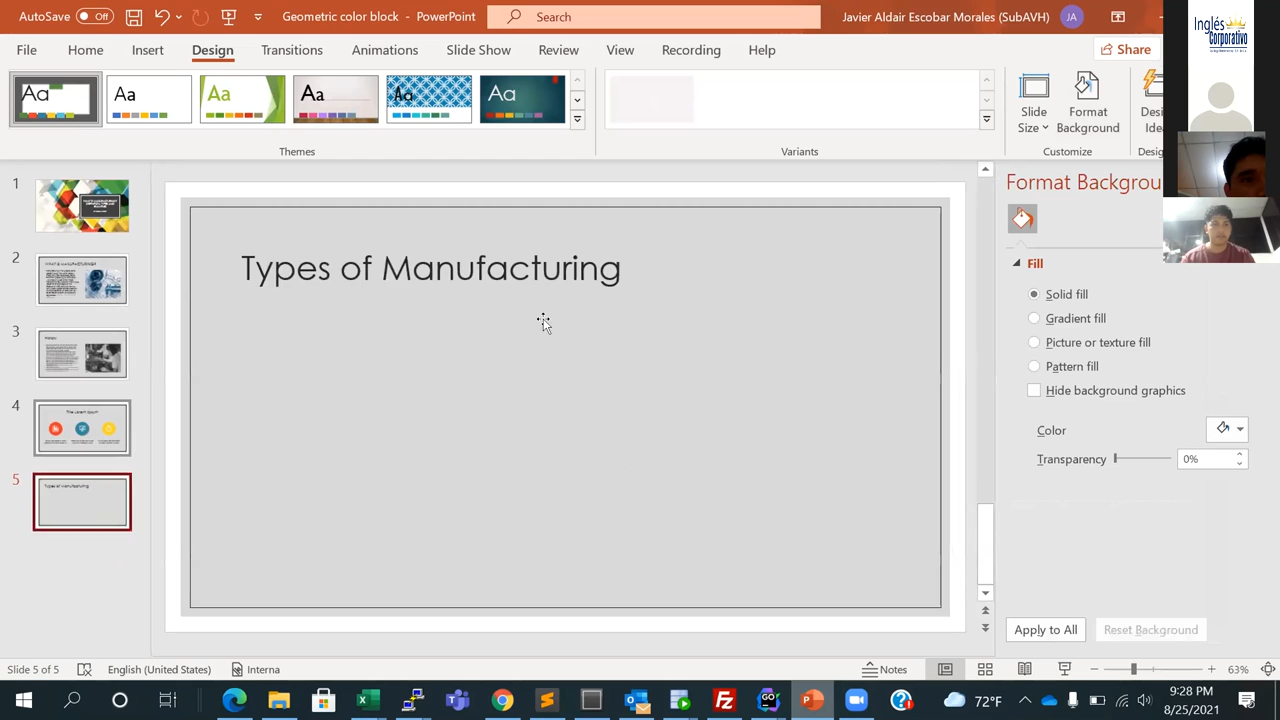 AutoSave Off
Geometric color block - PowerPoint
Search
Javier Aldair Escobar Morales (SubAVH)
JA
File Home Insert Design Transitions Animations Slide Show Review View Recording Help
Share
Aa Aa Aa Aa Aa Aa
Slide Size
Format Background
Themes
Variants
Customize
Inglés Corporativo
Format Backgrou
Fill
Solid fill
Gradient fill
Picture or texture fill
Pattern fill
Hide background graphics
Color
Transparency 0%
Apply to All
Reset Background
1
2
3
4
5
Types of Manufacturing
Types of Manufacturing
Slide 5 of 5
English (United States)
Interna
Notes
63%
72°F
9:28 PM
8/25/2021